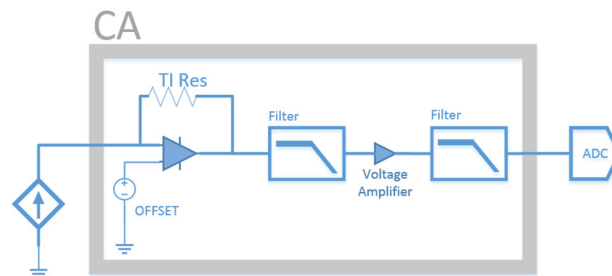 CA
TI Res
Filter
Filter
Voltage
Amplifier
ADC
OFFSET